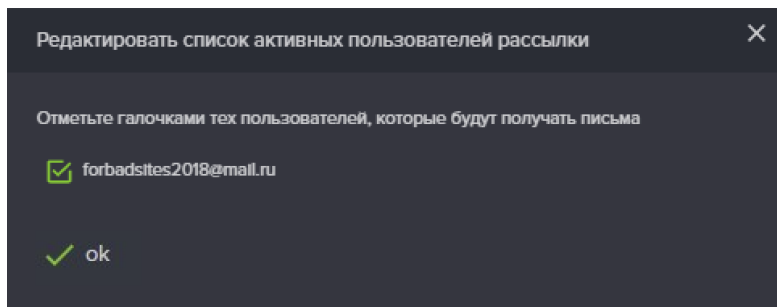 Редактировать список активных пользователей рассылки
Отметьте галочками тех пользователей, которые будут получать письма
forbadsites2018@mail.ru
ok